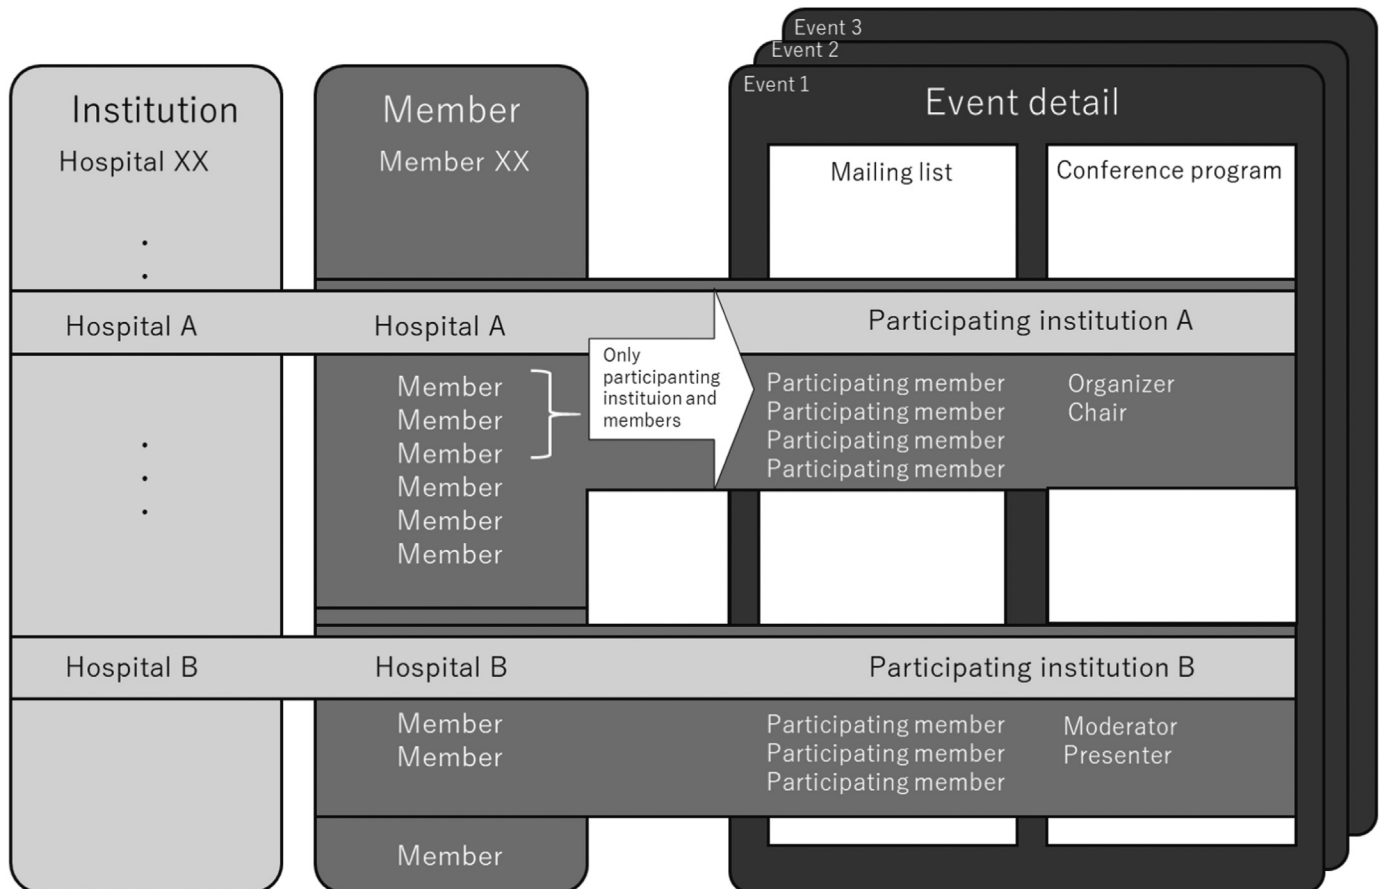 Event 3
Event 2
Event 1
Event detail
Institution
Hospital XX
Member
Member XX
Mailing list
Conference program
Hospital A
Hospital A
Participating institution A
Only
participanting
instituion and
members
Member
Member
Member
Member
Member
Member
Participating member
Participating member
Participating member
Participating member
Organizer
Chair
Hospital B
Hospital B
Participating institution B
Member
Member
Participating member
Participating member
Participating member
Moderator
Presenter
Member